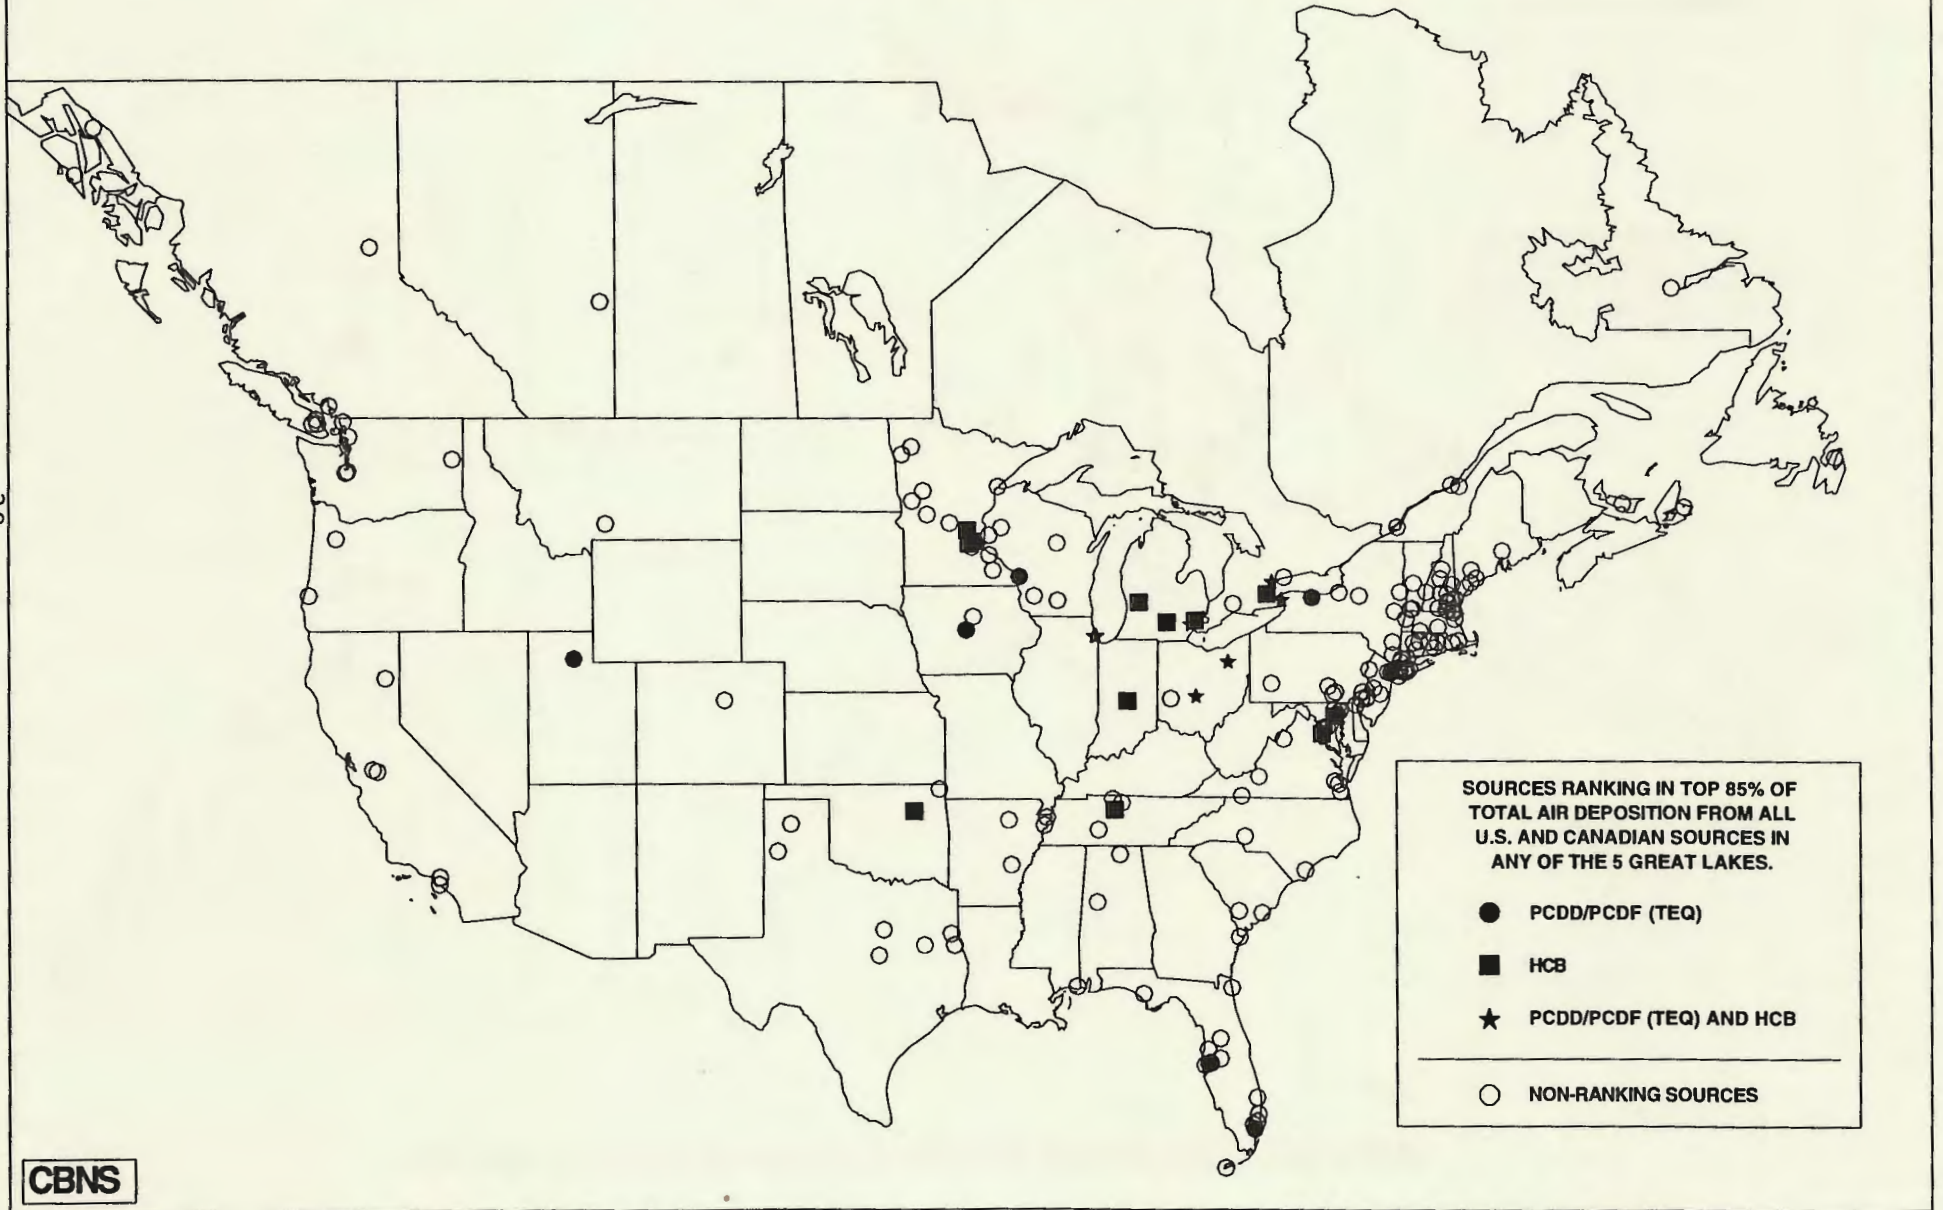 SOURCES RANKING IN TOP 85% OF
TOTAL AIR DEPOSITION FROM ALL
U.S. AND CANADIAN SOURCES IN
ANY OF THE 5 GREAT LAKES.
PCDD/PCDF (TEQ)
HCB
PCDD/PCDF (TEQ) AND HCB
NON-RANKING SOURCES
CBNS